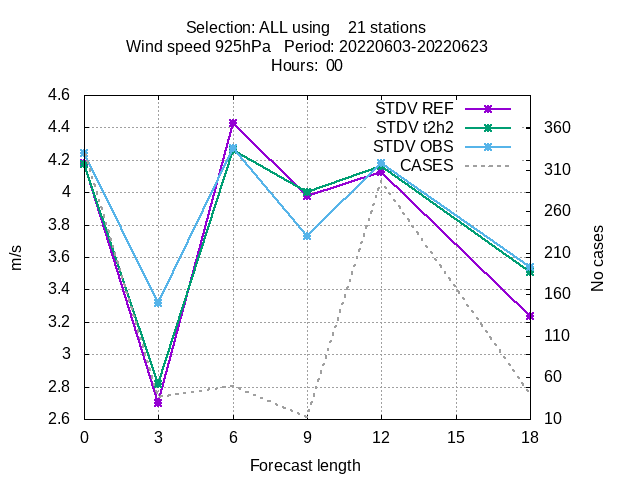 Selection: ALL using    21 stations
Wind speed 925hPa   Period: 20220603-20220623
Hours:  00
4.6
4.4
4.2
4
3.8
3.6
3.4
3.2
3
2.8
2.6
m/s
STDV REF
STDV t2h2
STDV OBS
CASES
360
310
260
210
160
110
60
10
No cases
0 3 6 9 12 15 18
Forecast length